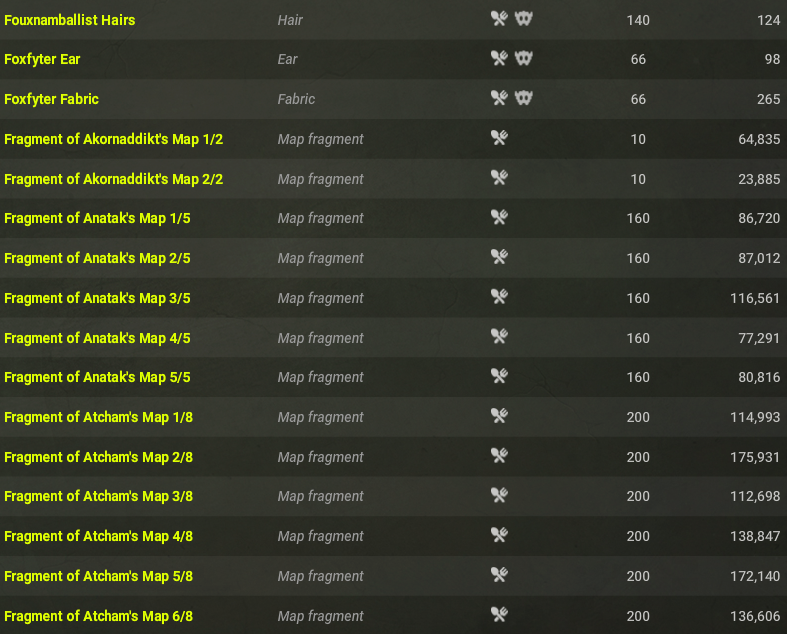 Fouxnamballist Hairs Hair 140 124
Foxfyter Ear Ear 66 98
Foxfyter Fabric Fabric 66 265
Fragment of Akornaddikt's Map 1/2 Map fragment 10 64,835
Fragment of Akornaddikt's Map 2/2 Map fragment 10 23,885
Fragment of Anatak's Map 1/5 Map fragment 160 86,720
Fragment of Anatak's Map 2/5 Map fragment 160 87,012
Fragment of Anatak's Map 3/5 Map fragment 160 116,561
Fragment of Anatak's Map 4/5 Map fragment 160 77,291
Fragment of Anatak's Map 5/5 Map fragment 160 80,816
Fragment of Atcham's Map 1/8 Map fragment 200 114,993
Fragment of Atcham's Map 2/8 Map fragment 200 175,931
Fragment of Atcham's Map 3/8 Map fragment 200 112,698
Fragment of Atcham's Map 4/8 Map fragment 200 138,847
Fragment of Atcham's Map 5/8 Map fragment 200 172,140
Fragment of Atcham's Map 6/8 Map fragment 200 136,606